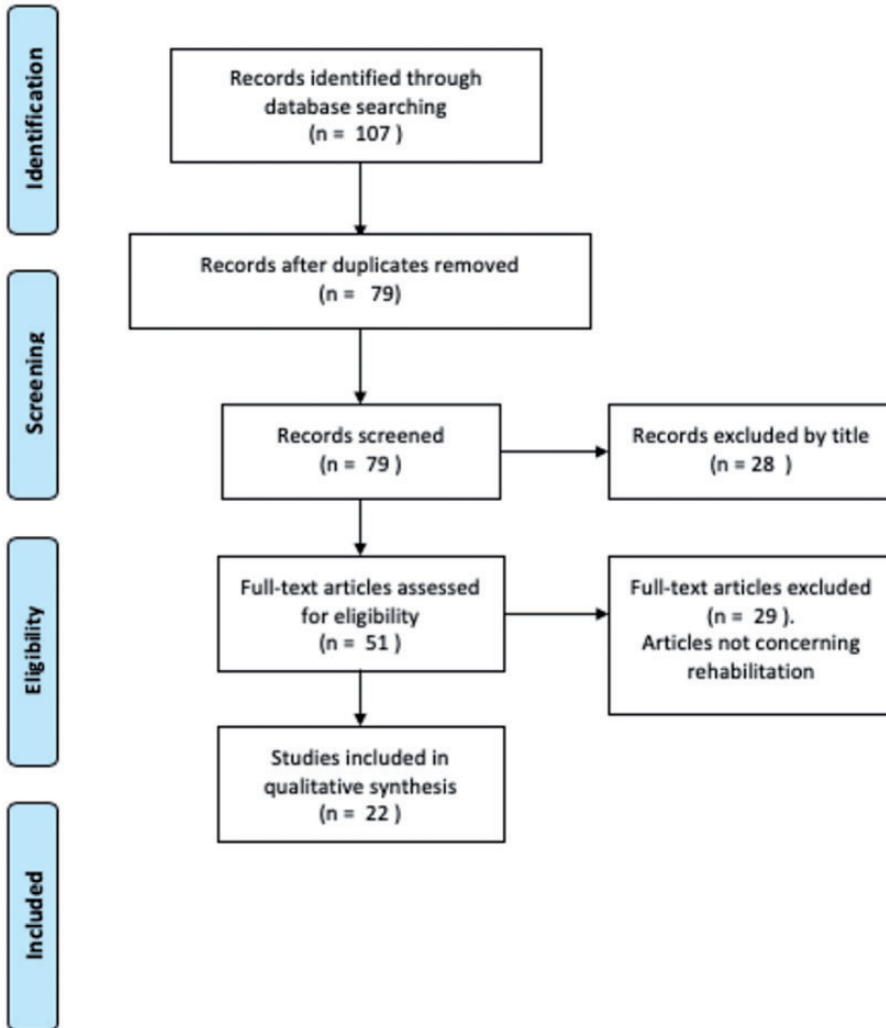 Identification
Records identified through
database searching
(n = 107 )
Records after duplicates removed
(n = 79)
Screening
Records screened
(n = 79 )
Records excluded by title
(n = 28 )
Eligibility
Full-text articles assessed
for eligibility
(n = 51 )
Full-text articles excluded
(n = 29 ).
Articles not concerning
rehabilitation
Studies included in
qualitative synthesis
(n = 22 )
Included